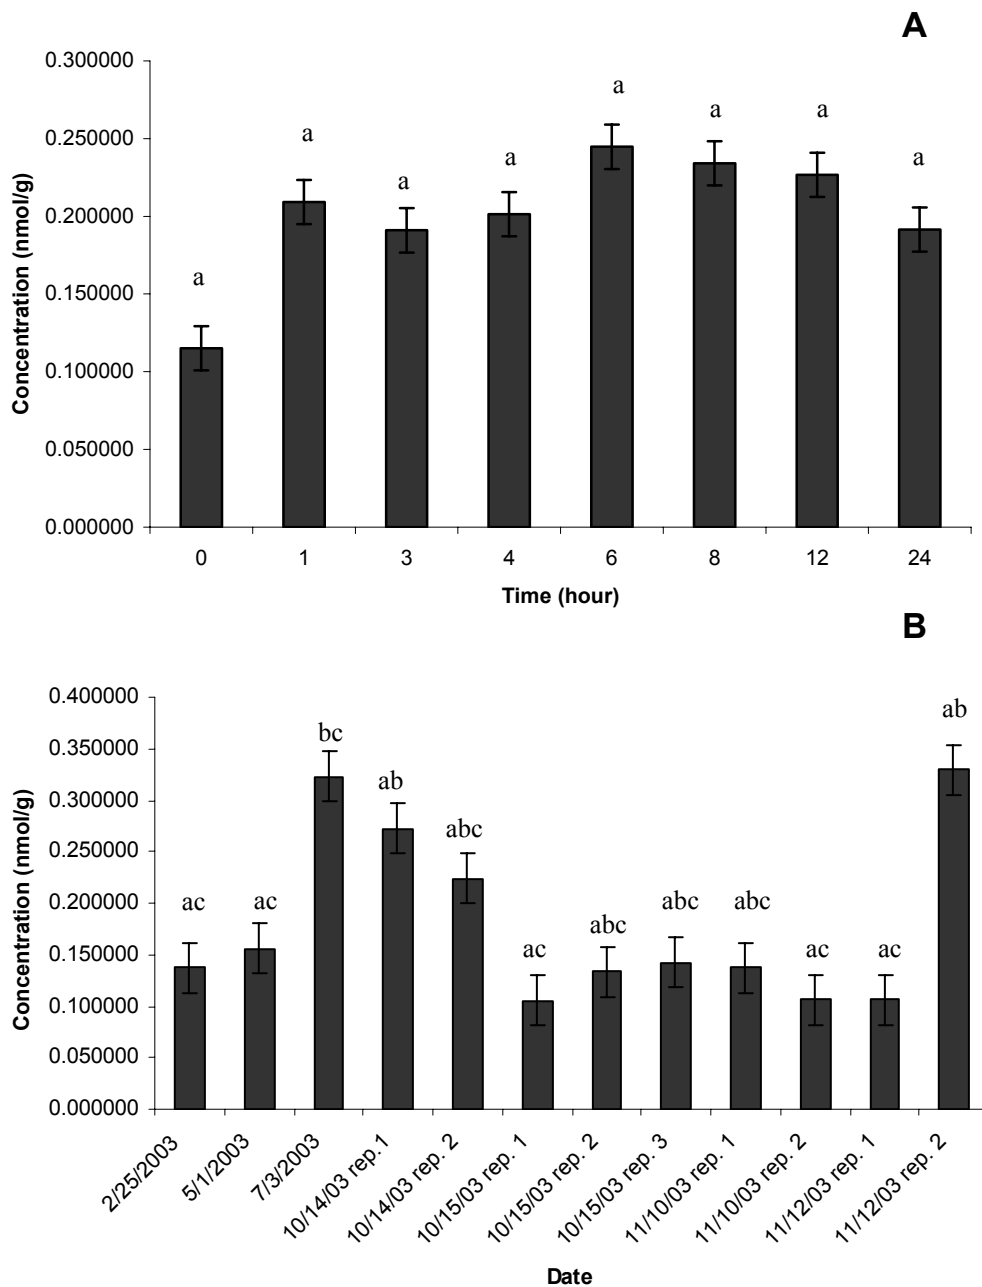 A
0.300000
0.250000
0.200000
0.150000
0.100000
0.050000
0.000000
Concentration (nmol/g)
a
a
a
a
a
a
a
a
0 1 3 4 6 8 12 24
Time (hour)
B
0.400000
0.350000
0.300000
0.250000
0.200000
0.150000
0.100000
0.050000
0.000000
Concentration (nmol/g)
ac
ac
bc
ab
abc
ac
abc
abc
abc
ac
ac
ab
2/25/2003
5/1/2003
7/3/2003
10/14/03 rep. 1
10/14/03 rep. 2
10/15/03 rep. 1
10/15/03 rep. 2
10/15/03 rep. 3
11/10/03 rep. 1
11/10/03 rep. 2
11/12/03 rep. 1
11/12/03 rep. 2
Date